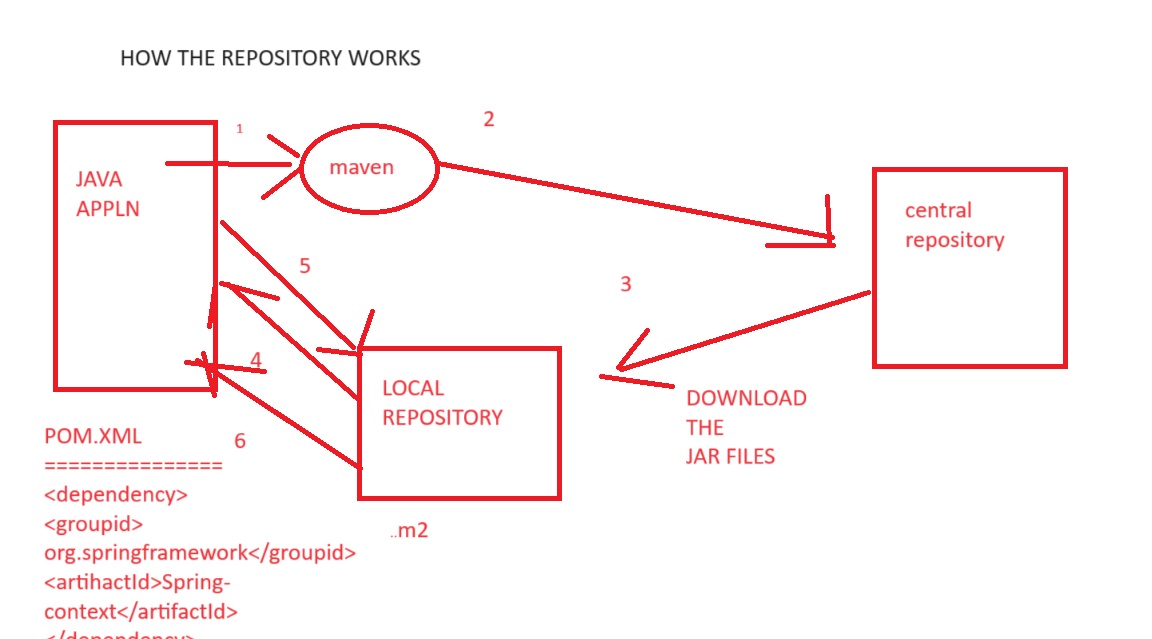 HOW THE REPOSITORY WORKS
1
2
maven
JAVA
APPLN
central
repository
5
3
4
LOCAL
REPOSITORY
DOWNLOAD
THE
JAR FILES
POM.XML
6
===============
<dependency>
<groupid>
org.springframework</groupid>
<artihactId>Spring-
context</artifactId>
</dependency>
..m2